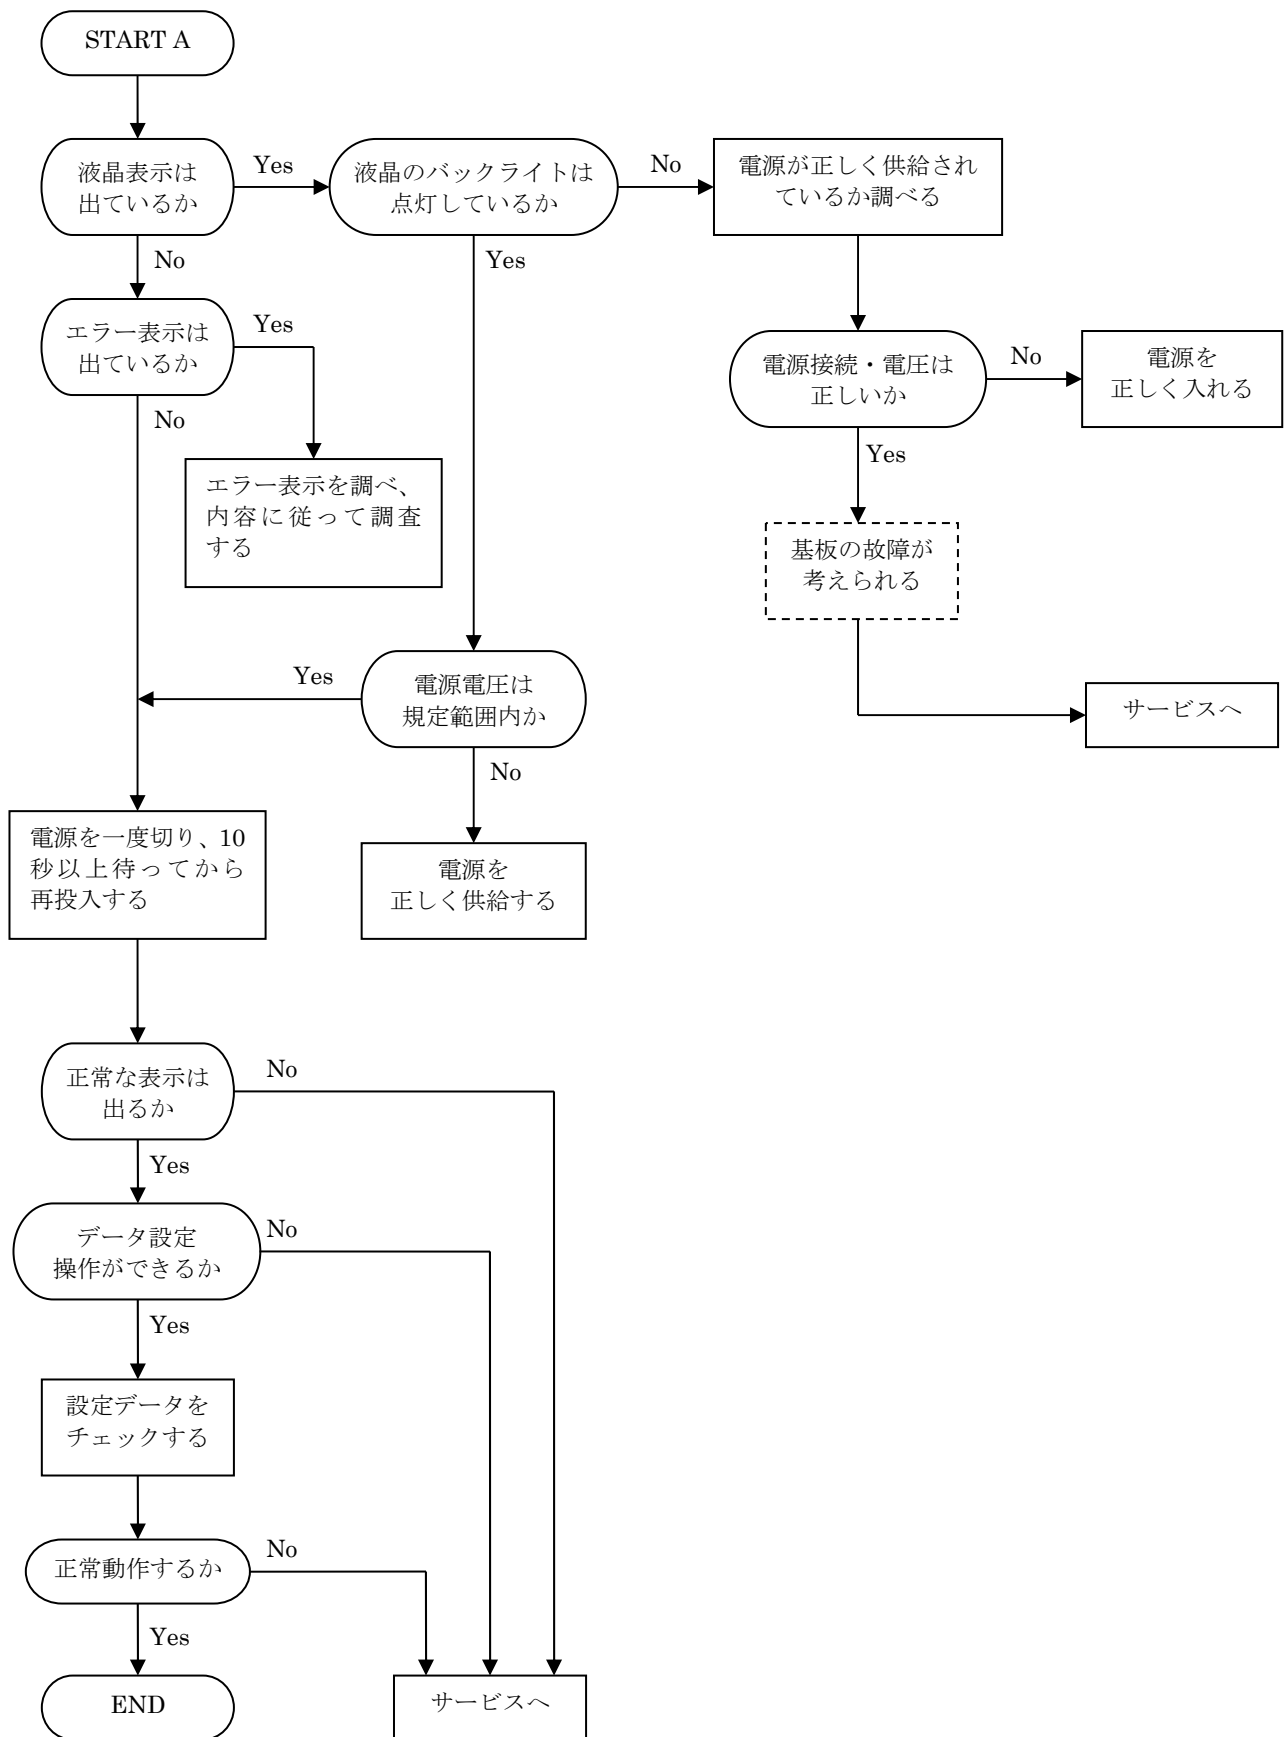 START A
液晶表示は
出ているか
Yes
液晶のバックライトは
点灯しているか
No
電源が正しく供給され
ているか調べる
No
Yes
エラー表示は
出ているか
Yes
電源接続・電圧は
正しいか
No
電源を
正しく入れる
No
Yes
エラー表示を調べ、
内容に従って調査
する
基板の故障が
考えられる
Yes
電源電圧は
規定範囲内か
サービスへ
No
電源を一度切り、10
秒以上待ってから
再投入する
電源を
正しく供給する
正常な表示は
出るか
No
Yes
データ設定
操作ができるか
No
Yes
設定データを
チェックする
正常動作するか
No
Yes
END
サービスへ